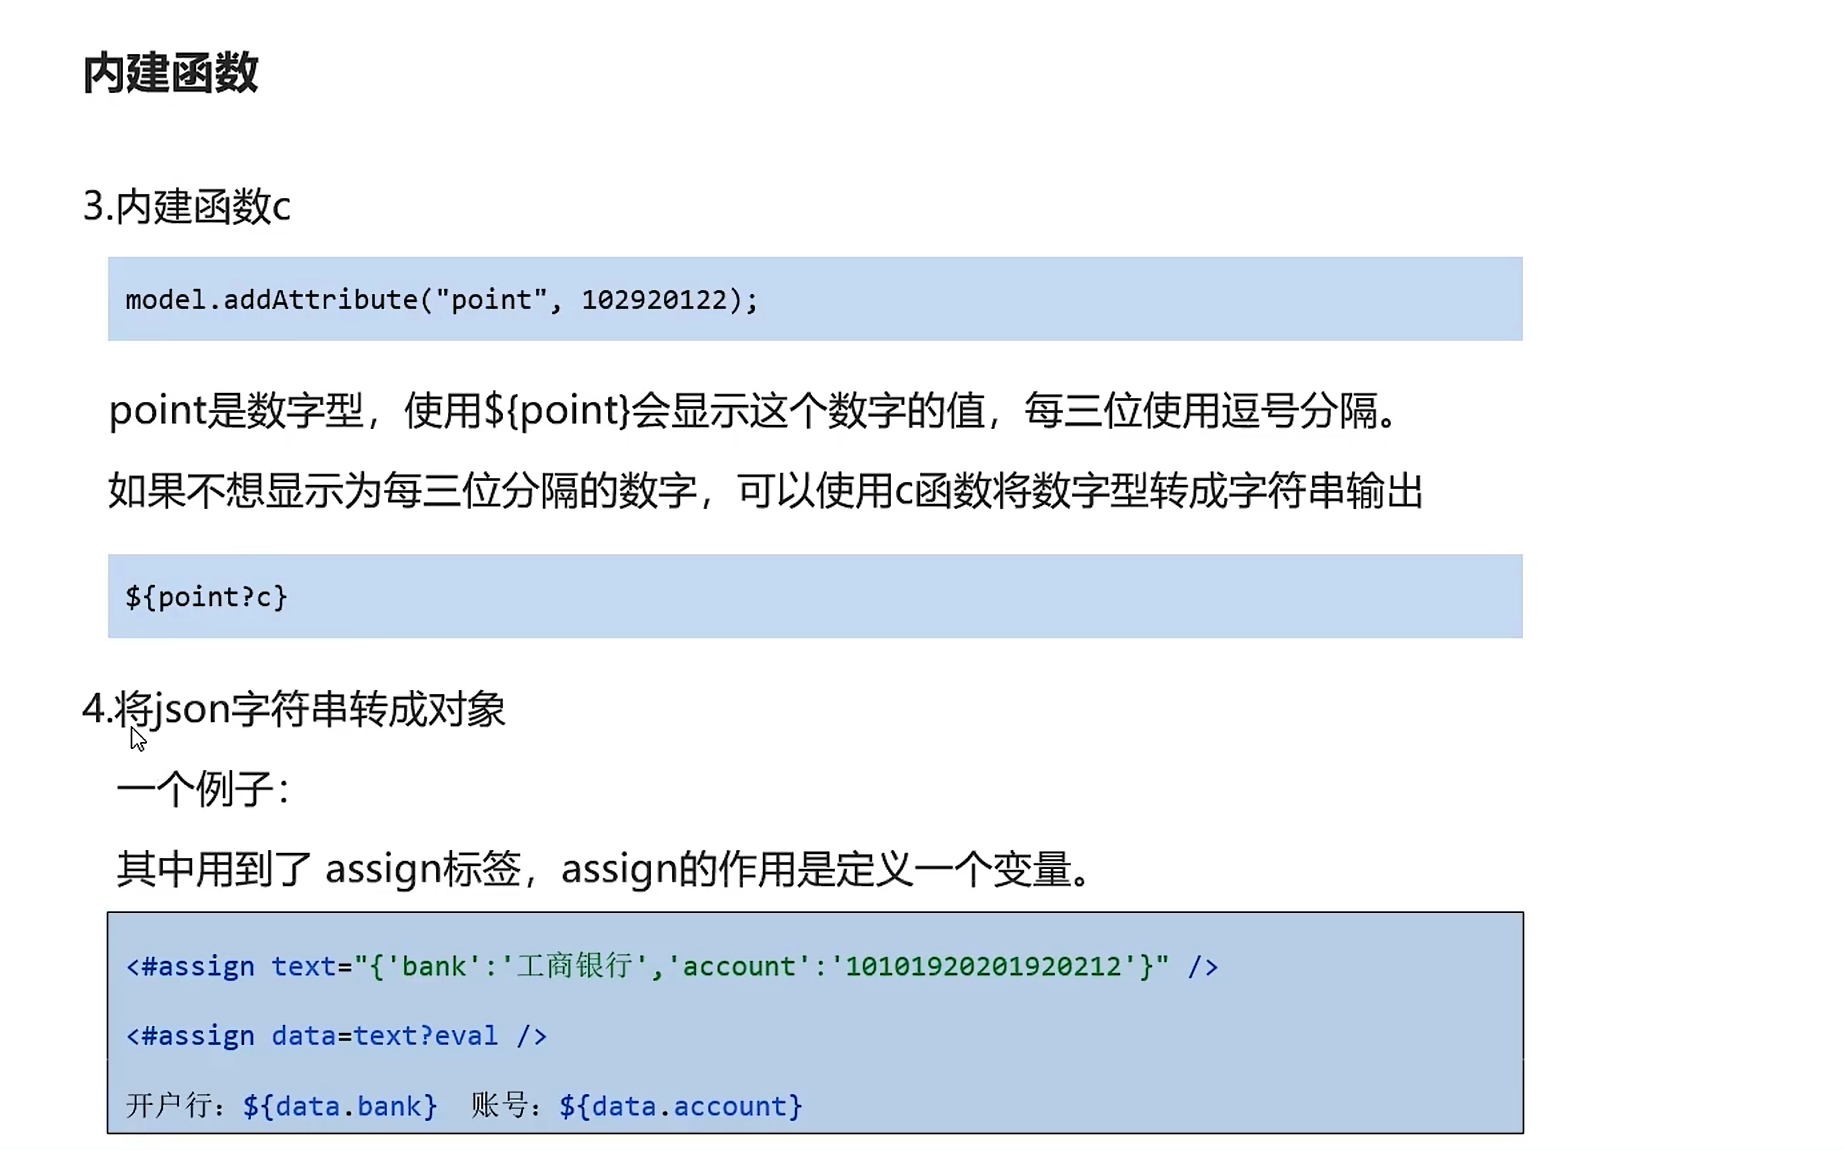 内建函数
3.内建函数c
model.addAttribute("point", 102920122);
point是数字型，使用${point}会显示这个数字的值，每三位使用逗号分隔。
如果不想显示为每三位分隔的数字，可以使用c函数将数字型转成字符串输出
${point?c}
4.将json字符串转成对象
一个例子：
其中用到了 assign标签，assign的作用是定义一个变量。
<#assign text="{'bank':'工商银行','account':'10101920201920212'}" />
<#assign data=text?eval />
开户行：${data.bank}  账号：${data.account}